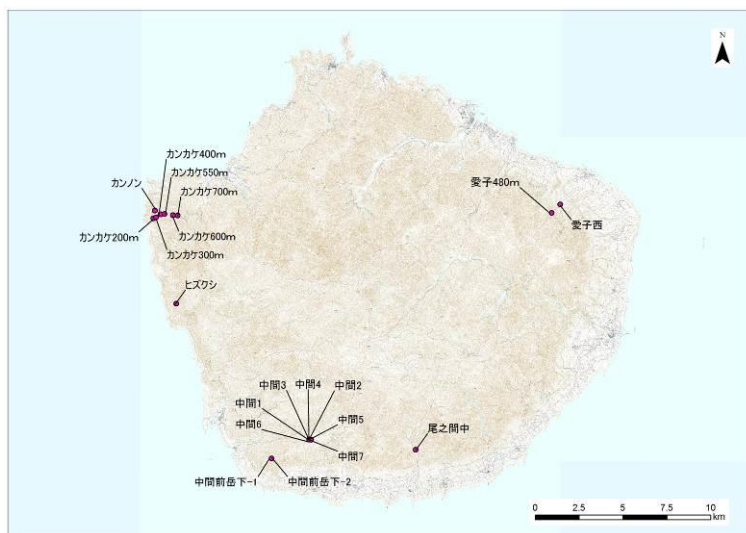 N
カンカケ400m
カンカケ550m
カンノン
カンカケ700m
カンカケ200m
カンカケ600m
カンカケ300m
愛子480m
愛子西
ヒズクシ
中間3
中間4
中間2
中間1
中間5
中間6
中間7
尾之間中
中間前岳下-1
中間前岳下-2
0 2.5 5 7.5 10
km